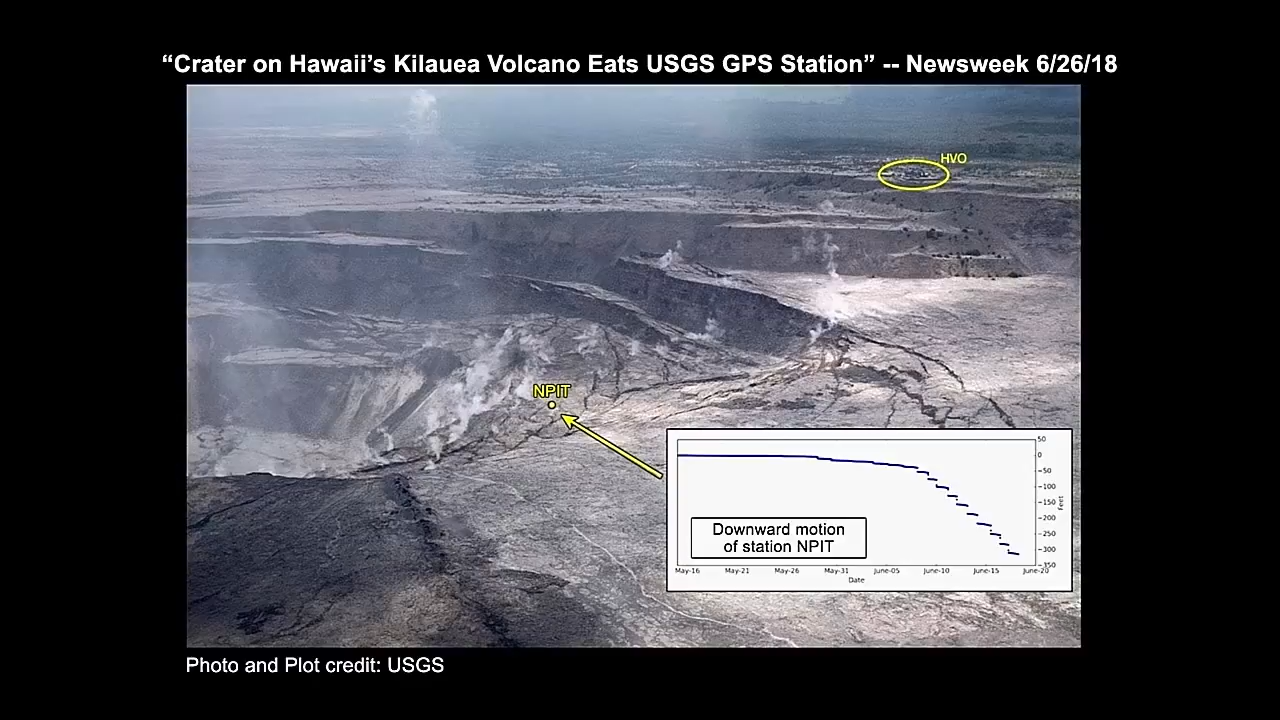 “Crater on Hawaii’s Kilauea Volcano Eats USGS GPS Station” -- Newsweek 6/26/18
HVO
NPIT
50
0
−50
−100
−150
−200
−250
−300
−350
feet
Downward motion
of station NPIT
May-16 May-21 May-26 May-31 June-05 June-10 June-15 June-20
Date
Photo and Plot credit: USGS